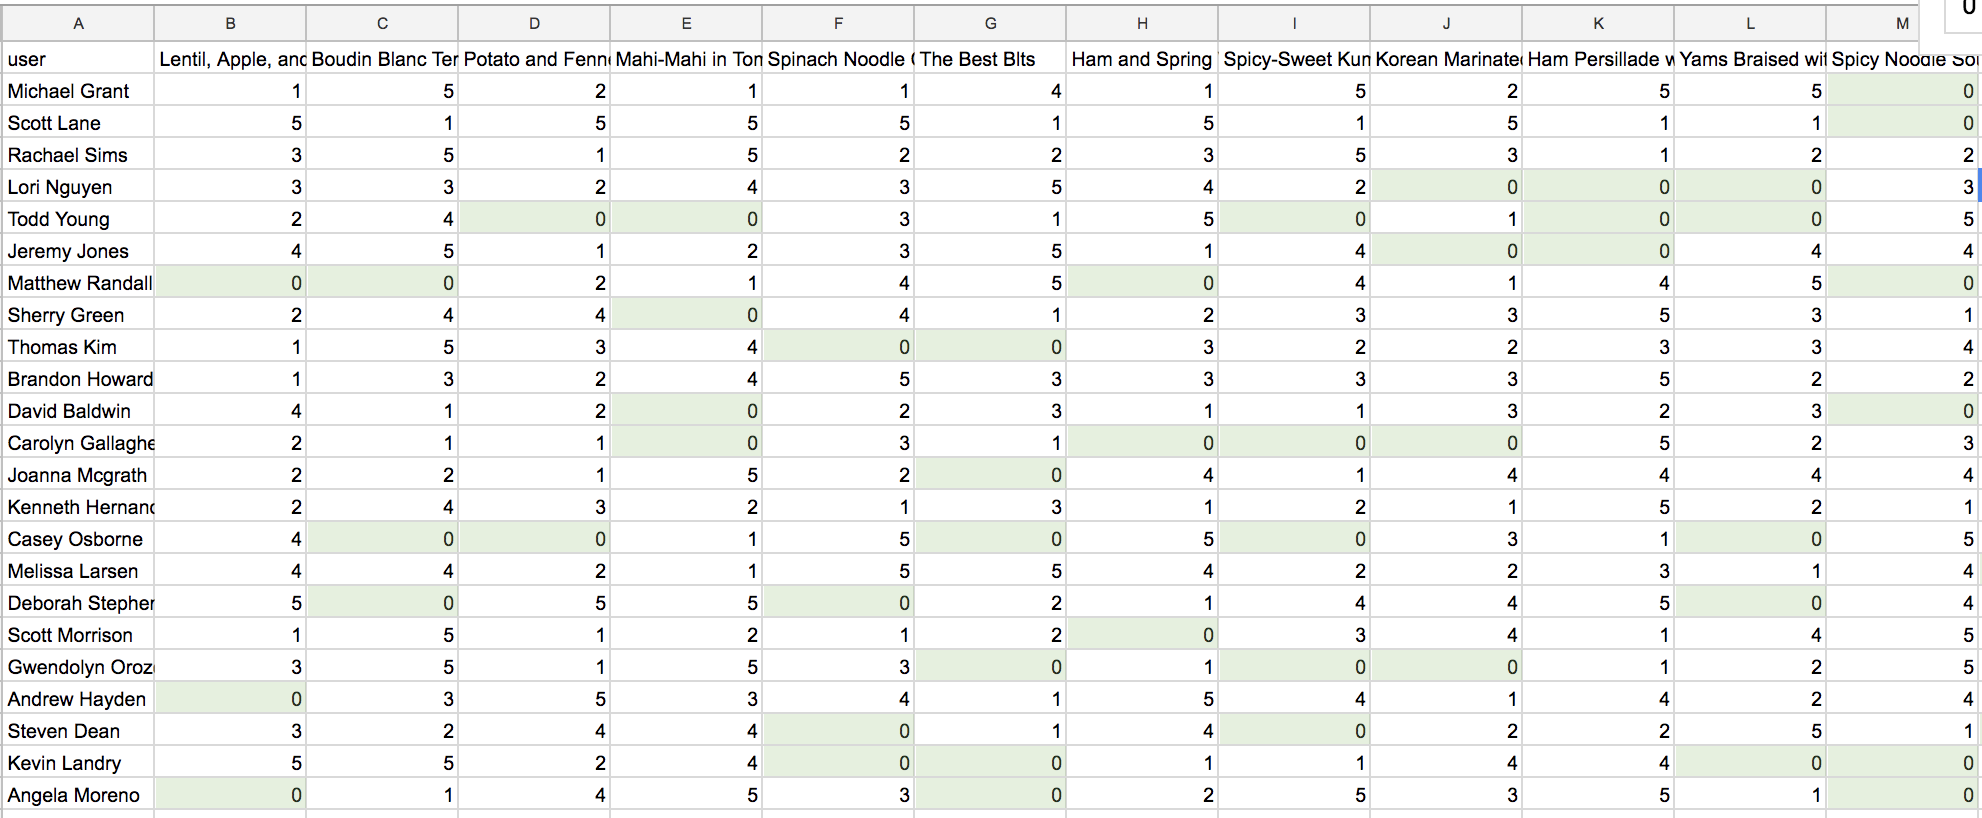 A B C D E F G H I J K L M
user Lentil, Apple, and Boudin Blanc Ter Potato and Fenn Mahi-Mahi in Tom Spinach Noodle The Best Blts Ham and Spring Spicy-Sweet Kum Korean Marinated Ham Persillade w Yams Braised wit Spicy Noodle Sou
Michael Grant 1 5 2 1 1 4 1 5 2 5 5 0
Scott Lane 5 1 5 5 5 1 5 1 5 1 1 0
Rachael Sims 3 5 1 5 2 2 3 5 3 1 2 2
Lori Nguyen 3 3 2 4 3 5 4 2 0 0 0 3
Todd Young 2 4 0 0 3 1 5 0 1 0 0 5
Jeremy Jones 4 5 1 2 3 5 1 4 0 0 4 4
Matthew Randall 0 0 2 1 4 5 0 4 1 4 5 0
Sherry Green 2 4 4 0 4 1 2 3 3 5 3 1
Thomas Kim 1 5 3 4 0 0 3 2 2 3 3 4
Brandon Howard 1 3 2 4 5 3 3 3 3 5 2 2
David Baldwin 4 1 2 0 2 3 1 1 3 2 3 0
Carolyn Gallaghe 2 1 1 0 3 1 0 0 0 5 2 3
Joanna Mcgrath 2 2 1 5 2 0 4 1 4 4 4 4
Kenneth Hernand 2 4 3 2 1 3 1 2 1 5 2 1
Casey Osborne 4 0 0 1 5 0 5 0 3 1 0 5
Melissa Larsen 4 4 2 1 5 5 4 2 2 3 1 4
Deborah Stephen 5 0 5 5 0 2 1 4 4 5 0 4
Scott Morrison 1 5 1 2 1 2 0 3 4 1 4 5
Gwendolyn Oroz 3 5 1 5 3 0 1 0 0 1 2 5
Andrew Hayden 0 3 5 3 4 1 5 4 1 4 2 4
Steven Dean 3 2 4 4 0 1 4 0 2 2 5 1
Kevin Landry 5 5 2 4 0 0 1 1 4 4 0 0
Angela Moreno 0 1 4 5 3 0 2 5 3 5 1 0